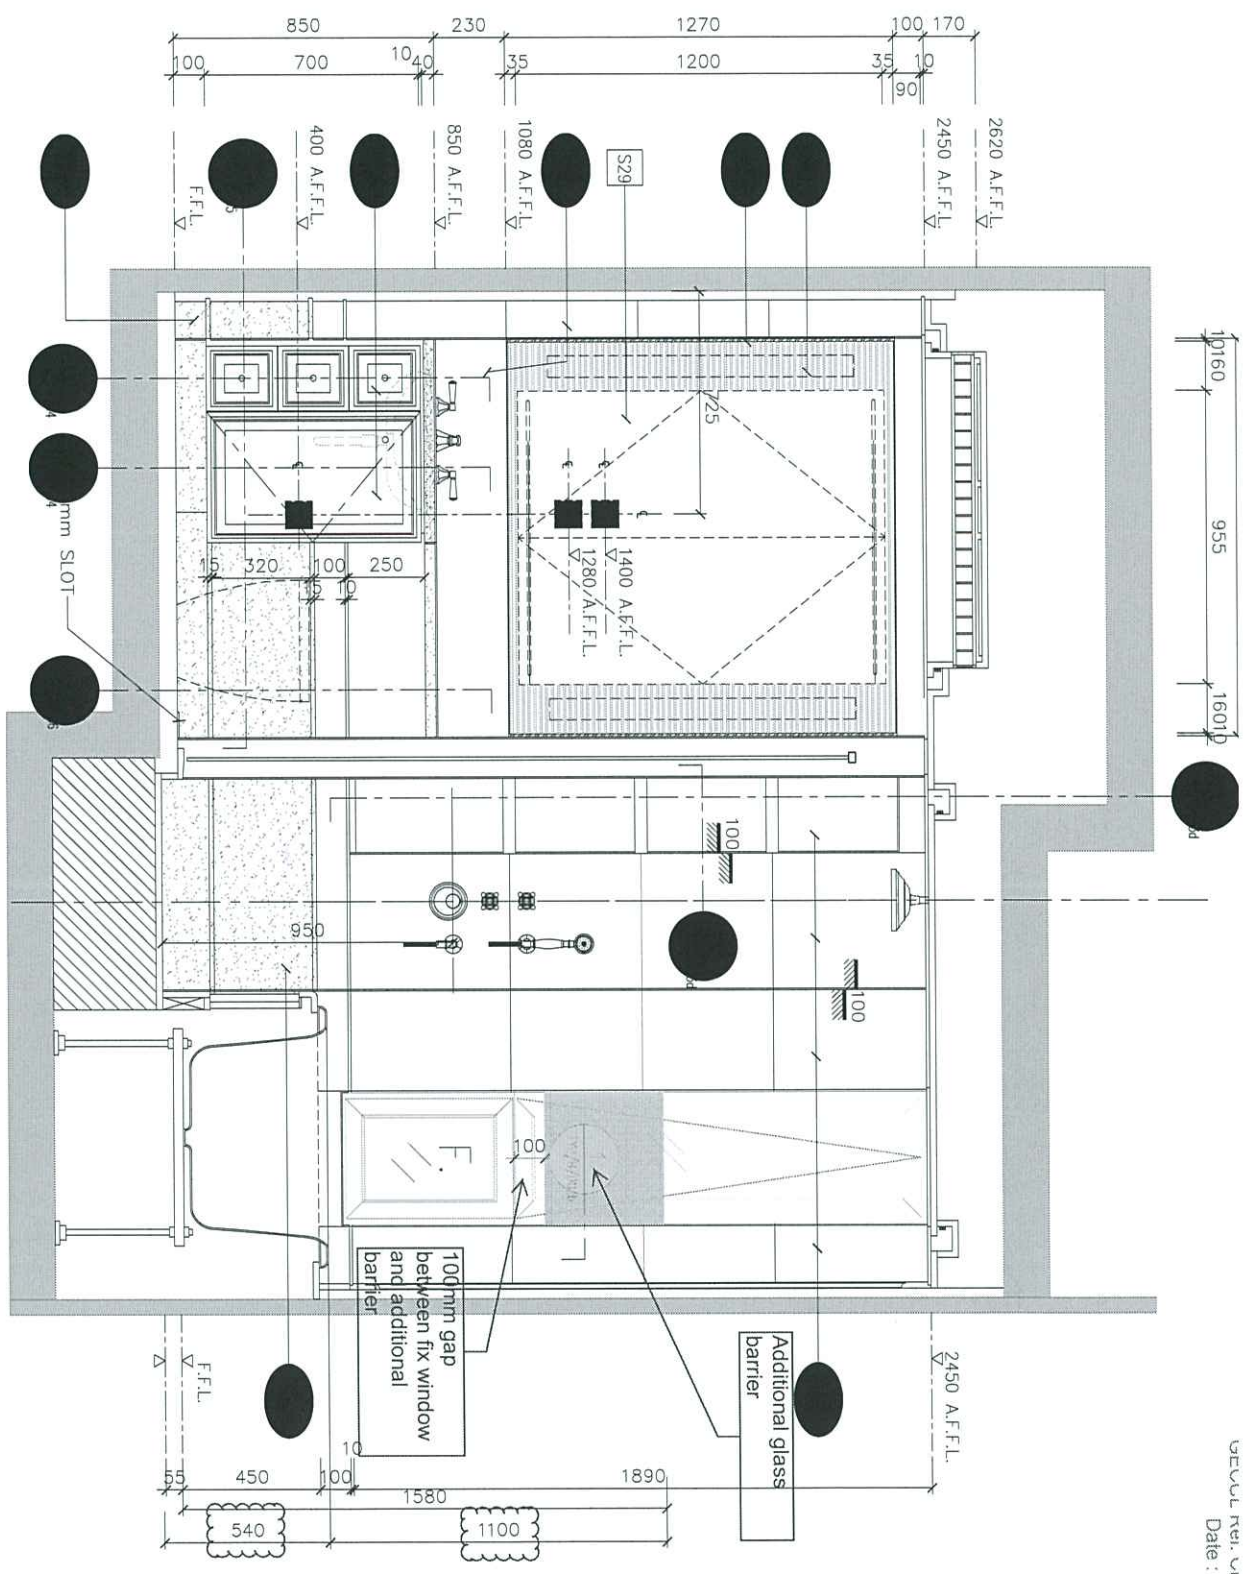 850
230
1270
100
170
100
700
10
40
35
1200
35
90
10
F.F.L.
400 A.F.F.L.
850 A.F.F.L.
1080 A.F.F.L.
S29
2450 A.F.F.L.
2620 A.F.F.L.
10
160
955
160
10
725
1400 A.F.F.L.
1280 A.F.F.L.
15
320
100
250
5
10
mm SLOT
100
950
100
100
F.
100mm gap
between fix window
and additional
barrier
Additional glass
barrier
F.F.L.
2450 A.F.F.L.
55
450
100
10
1890
1580
540
1100
Date :